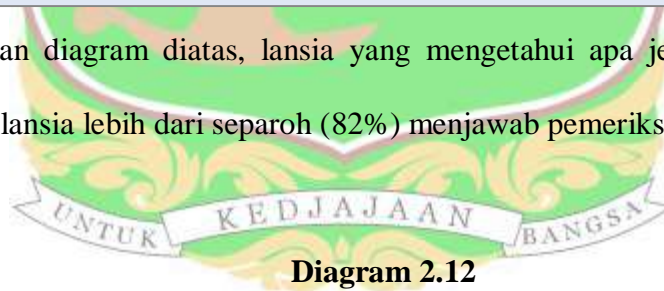 an diagram diatas, lansia yang mengetahui apa je
lansia lebih dari separoh (82%) menjawab pemeriks
UNTUK KEDJAJAAN BANGSA
Diagram 2.12